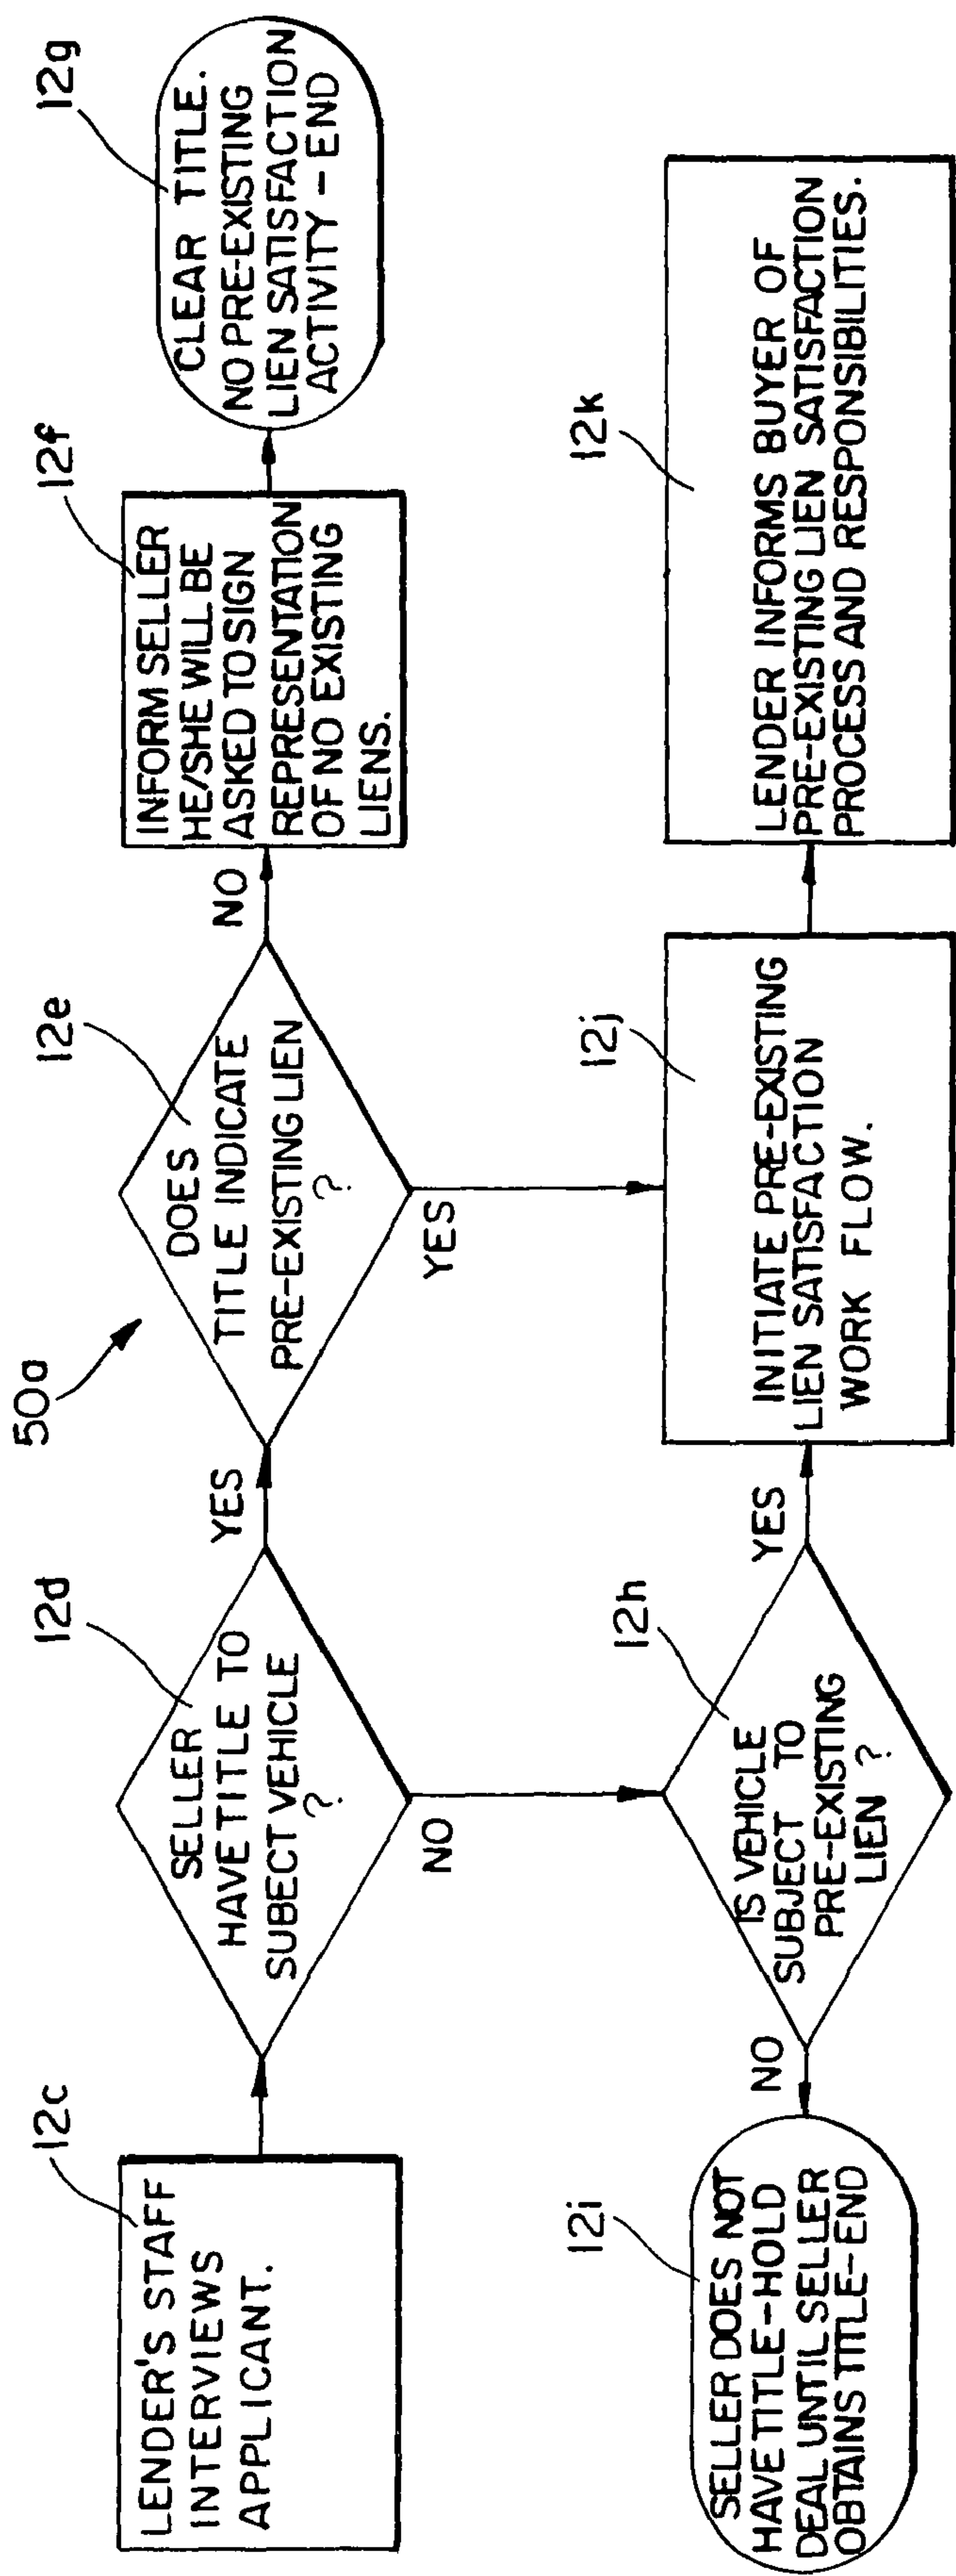 50a
12c
LENDER'S STAFF
INTERVIEWS
APPLICANT.
12d
SELLER
HAVE TITLE TO
SUBECT VEHICLE
?
YES
NO
12e
DOES
TITLE INDICATE
PRE-EXISTING LIEN
?
NO
YES
12f
INFORM SELLER
HE/SHE WILL BE
ASKED TO SIGN
REPRESENTATION
OF NO EXISTING
LIENS.
12g
CLEAR TITLE.
NO PRE-EXISTING
LIEN SATISFACTION
ACTIVITY - END
12h
IS VEHICLE
SUBJECT TO
PRE-EXISTING
LIEN ?
NO
YES
12i
SELLER DOES NOT
HAVE TITLE-HOLD
DEAL UNTIL SELLER
OBTAINS TITLE-END
12j
INITIATE PRE-EXISTING
LIEN SATISFACTION
WORK FLOW.
12k
LENDER INFORMS BUYER OF
PRE-EXISTING LIEN SATISFACTION
PROCESS AND RESPONSIBILITIES.